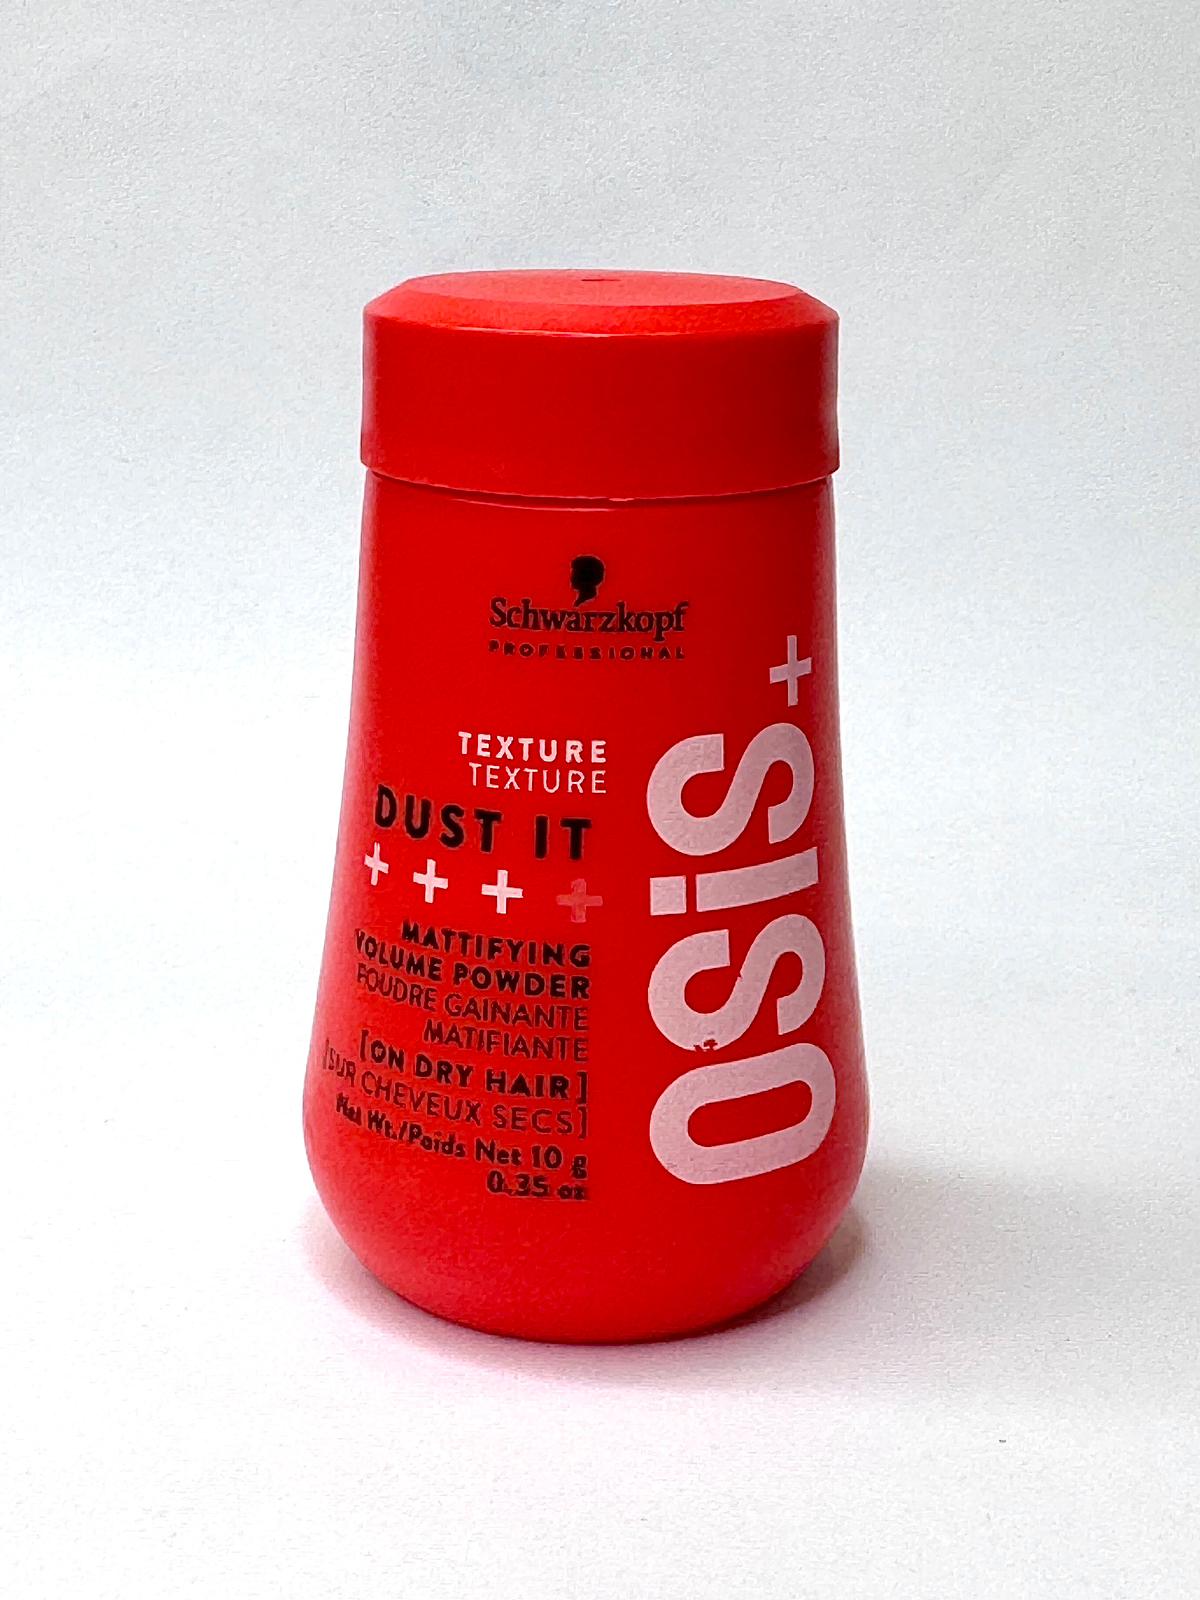 Schwarzkopf
PROFESSIONAL
TEXTURE
TEXTURE
DUST IT
+ + + +
MATTIFYING
VOLUME POWDER
POUDRE GAINANTE
MATIFIANTE
[ON DRY HAIR]
[SUR CHEVEUX SECS]
Net Wt./Poids Net 10 g
0.35 oz
OSiS+